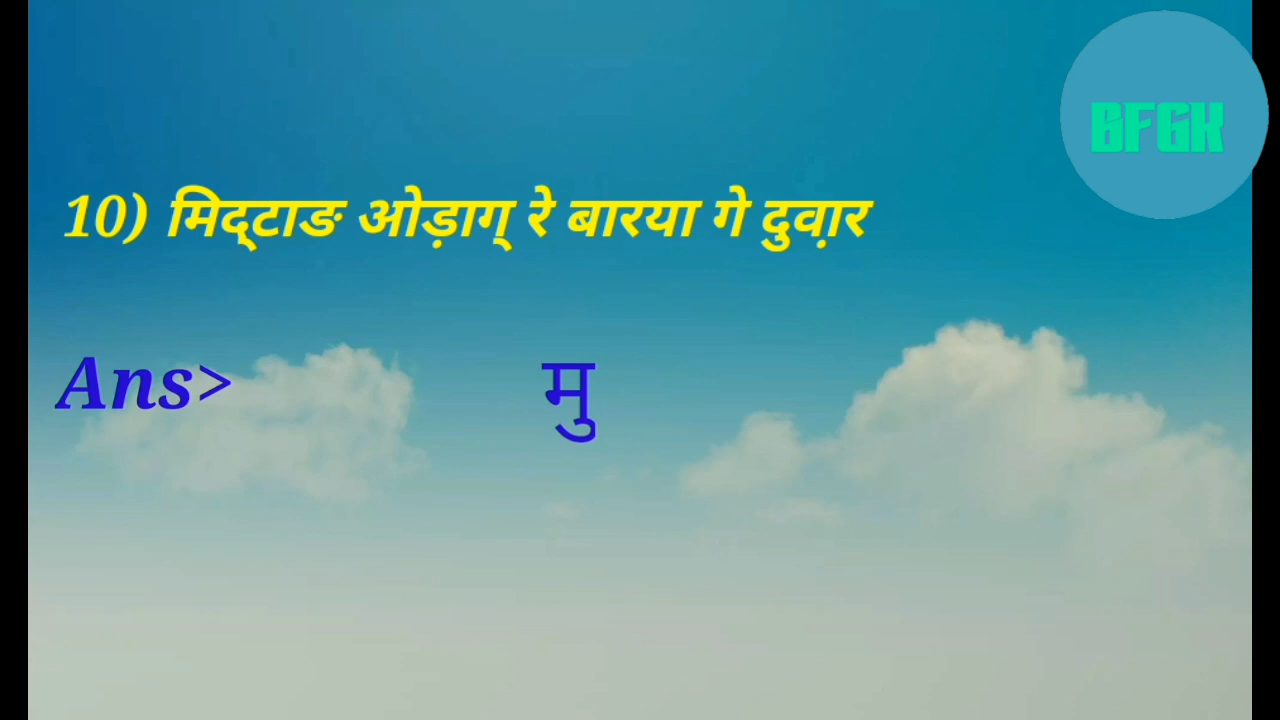 BFGK
10) मिद्टाङ ओड़ाग् रे बारया गे दुवा़र
Ans> मु